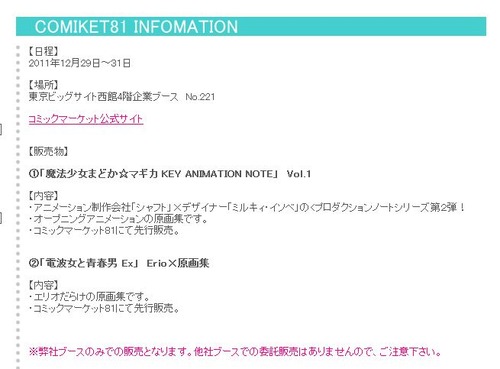 COMIKET81 INFOMATION
【日程】
2011年12月29日～31日
【場所】
東京ビッグサイト西館4階企業ブース No.221
コミックマーケット公式サイト
【販売物】
①「魔法少女まどか☆マギカ KEY ANIMATION NOTE」 Vol.1
【内容】
・アニメーション制作会社「シャフト」×デザイナー「ミルキィ・イソベ」の＜プロダクションノートシリーズ第2弾！
・オープニングアニメーションの原画集です。
・コミックマーケット81にて先行販売。
②「電波女と青春男 Ex」 Erio×原画集
【内容】
・エリオだらけの原画集です。
・コミックマーケット81にて先行販売。
※弊社ブースのみでの販売となります。他社ブースでの委託販売はありませんので、ご注意下さい。